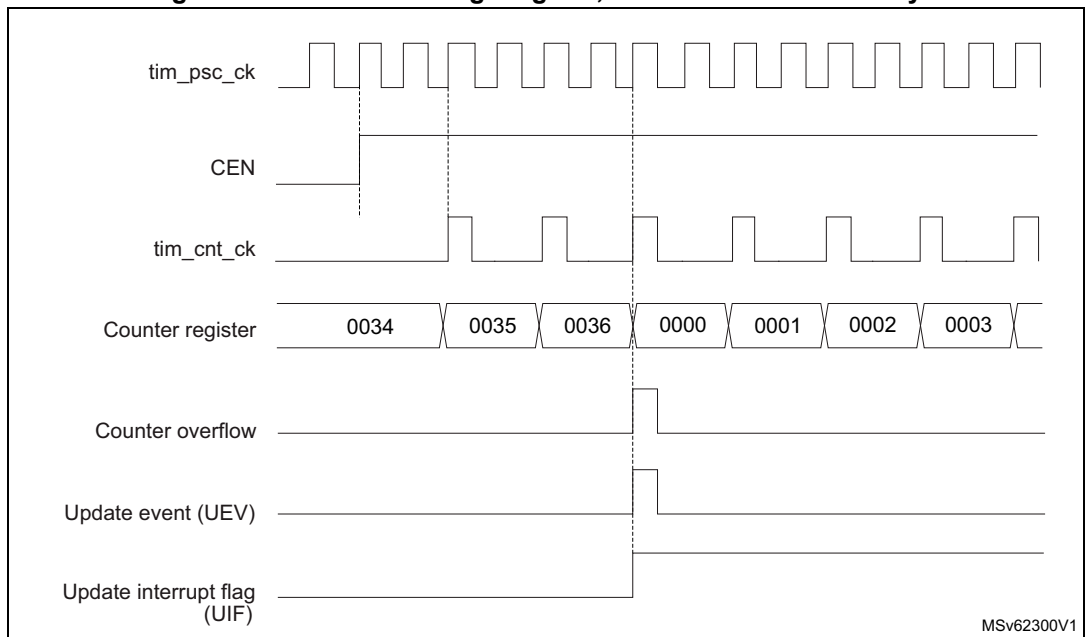 tim_psc_ck
CEN
tim_cnt_ck
Counter register
0034 0035 0036 0000 0001 0002 0003
Counter overflow
Update event (UEV)
Update interrupt flag
(UIF)
MSv62300V1